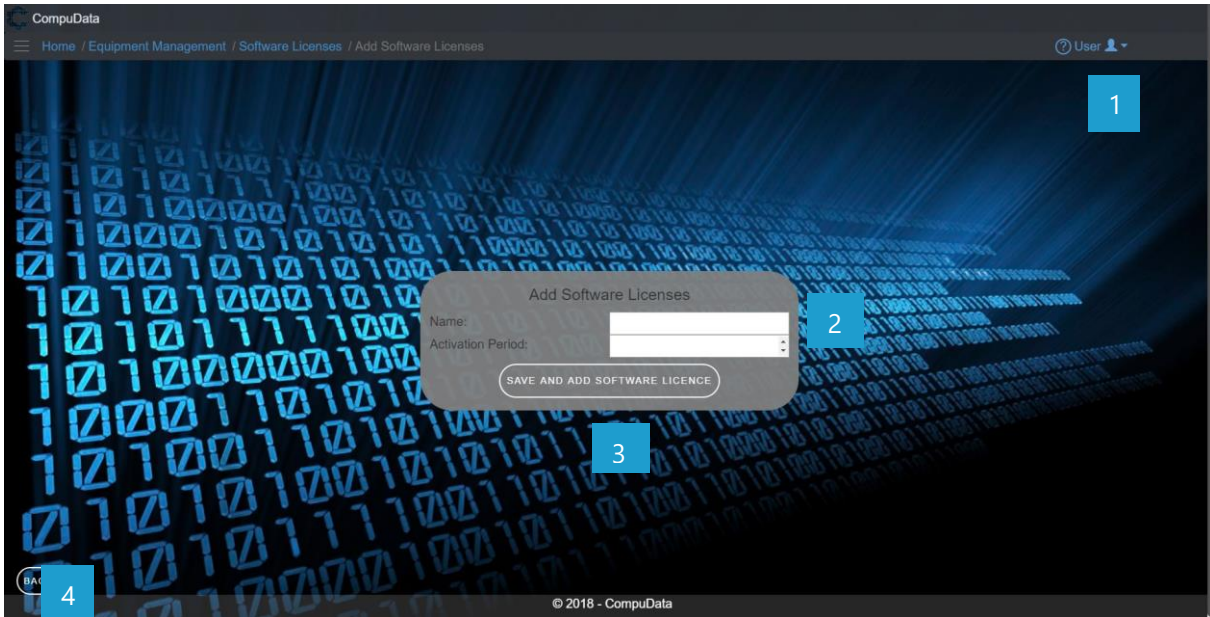 CompuData
Home / Equipment Management / Software Licenses / Add Software Licenses
? User
1
Add Software Licenses
Name:
2
Activation Period:
SAVE AND ADD SOFTWARE LICENCE
3
4
© 2018 - CompuData